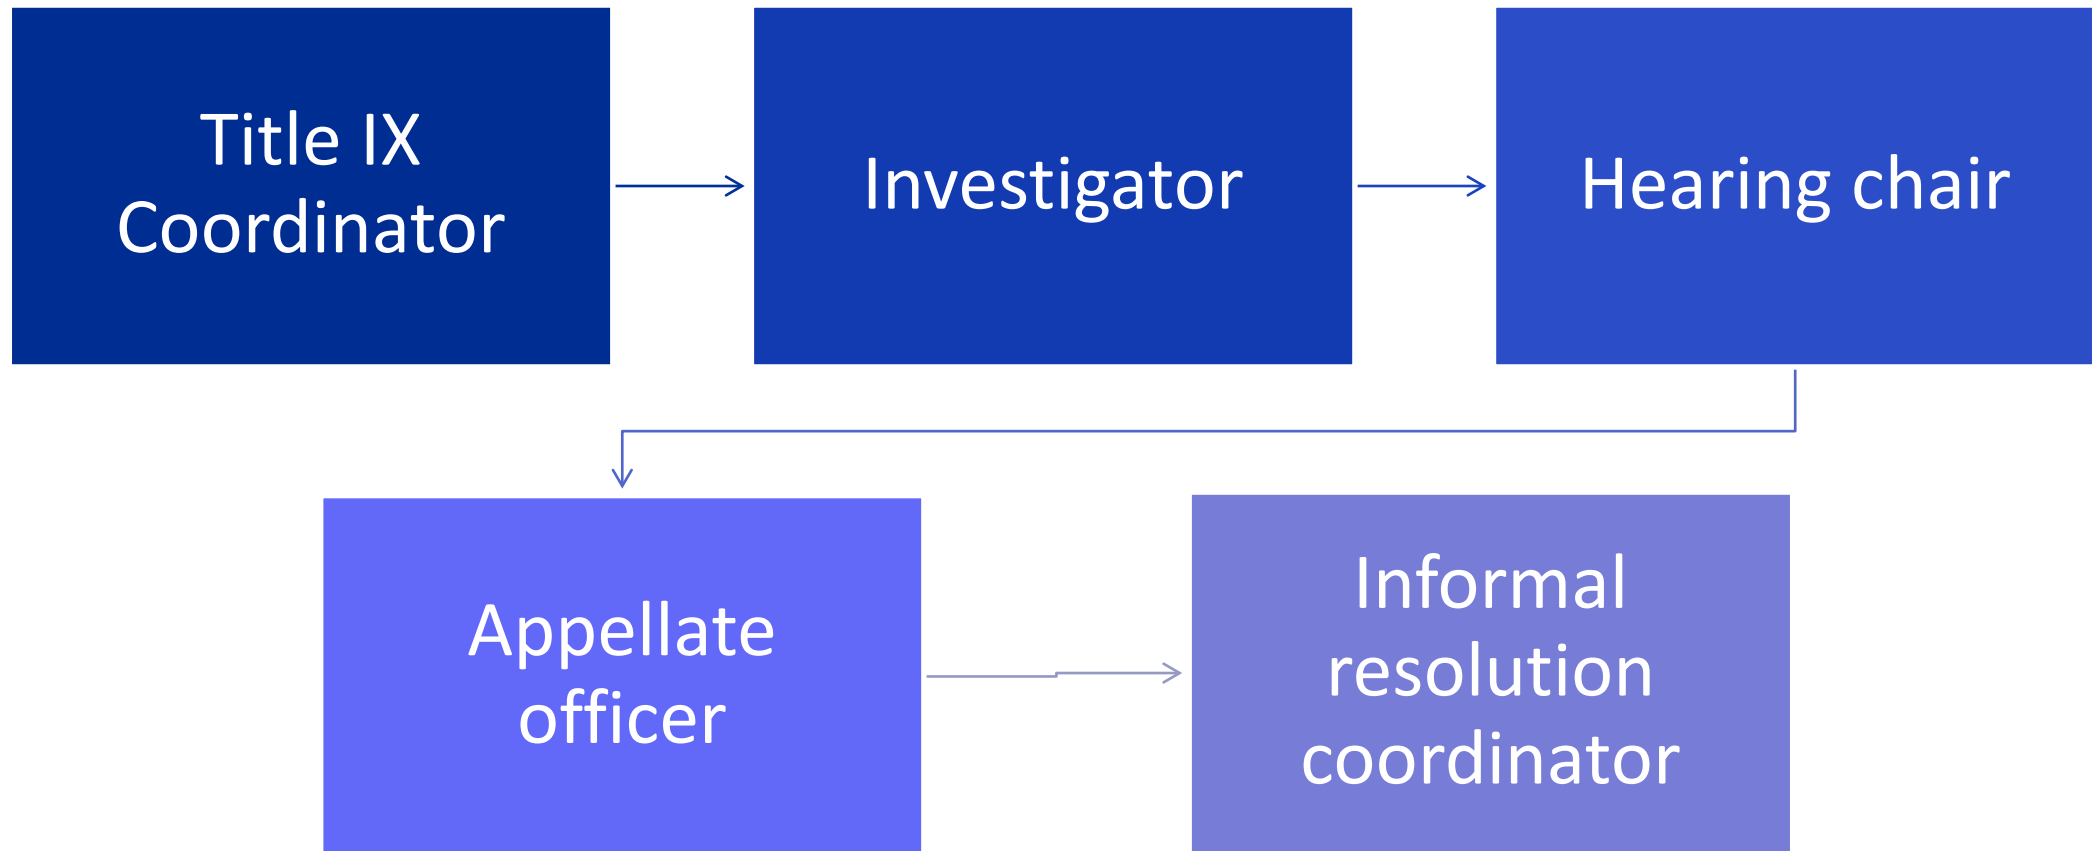 Title IX
Coordinator
Investigator
Hearing chair
Appellate
officer
Informal
resolution
coordinator